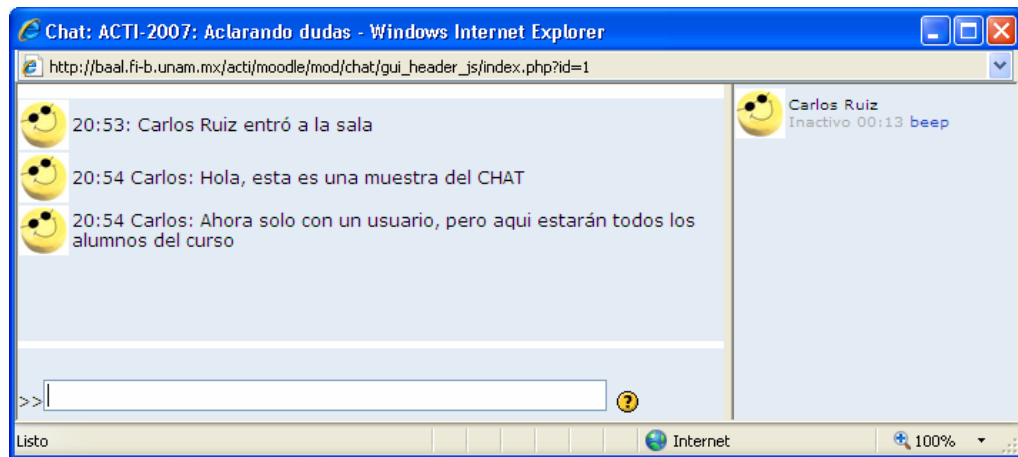 Chat: ACTI-2007: Aclarando dudas - Windows Internet Explorer
http://baal.fi-b.unam.mx/acti/moodle/mod/chat/gui_header_js/index.php?id=1
20:53: Carlos Ruiz entró a la sala
20:54 Carlos: Hola, esta es una muestra del CHAT
20:54 Carlos: Ahora solo con un usuario, pero aqui estarán todos los
alumnos del curso
Carlos Ruiz
Inactivo 00:13 beep
>>
?
Listo
Internet
100%